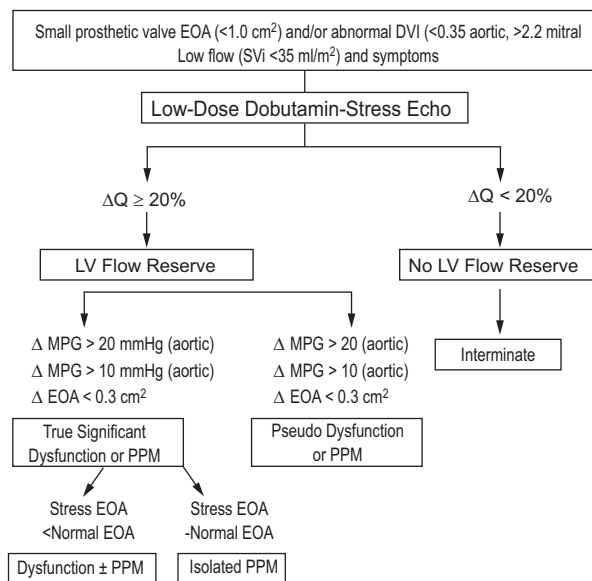 Small prosthetic valve EOA (<1.0 cm²) and/or abnormal DVI (<0.35 aortic, >2.2 mitral
Low flow (SVi <35 ml/m²) and symptoms
Low-Dose Dobutamin-Stress Echo
ΔQ ≥ 20%
ΔQ < 20%
LV Flow Reserve
No LV Flow Reserve
Δ MPG > 20 mmHg (aortic)
Δ MPG > 10 mmHg (aortic)
Δ EOA < 0.3 cm²
Δ MPG > 20 (aortic)
Δ MPG > 10 (aortic)
Δ EOA < 0.3 cm²
Interminate
True Significant
Dysfunction or PPM
Pseudo Dysfunction
or PPM
Stress EOA
<Normal EOA
Stress EOA
-Normal EOA
Dysfunction ± PPM
Isolated PPM